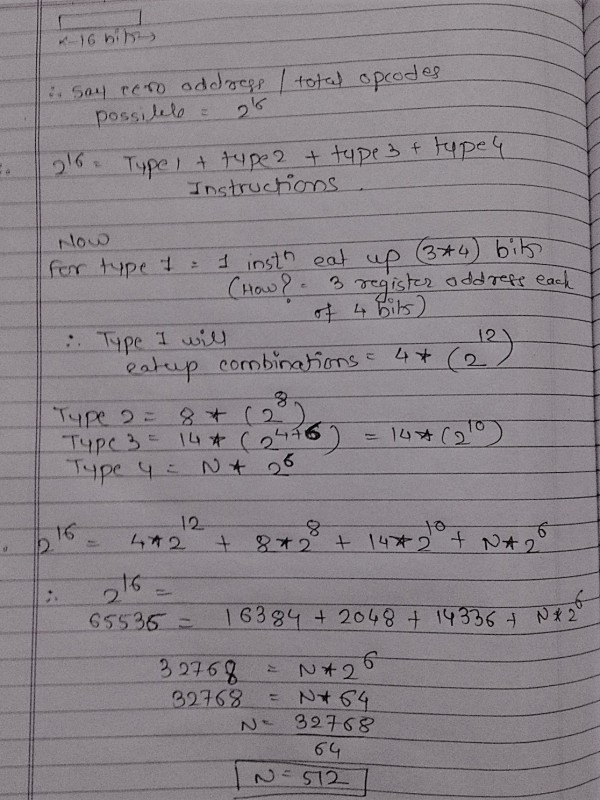 <-16 bits->
∴ say zero address / total opcodes
possible = 2^16
2^16 = Type 1 + type 2 + type 3 + type 4
Instructions.
Now
For type 1 = 1 instⁿ eat up (3*4) bits
(How? = 3 register address each
of 4 bits)
∴ Type I will
eatup combinations = 4 * (2^12)
Type 2 = 8 * (2^8)
Type 3 = 14 * (2^4+6) = 14*(2^10)
Type 4 = N * 2^6
2^16 = 4*2^12 + 8*2^8 + 14*2^10 + N*2^6
∴ 2^16 =
65536 = 16384 + 2048 + 14336 + N*2^6
32768 = N*2^6
32768 = N*64
N = 32768
64
N = 512